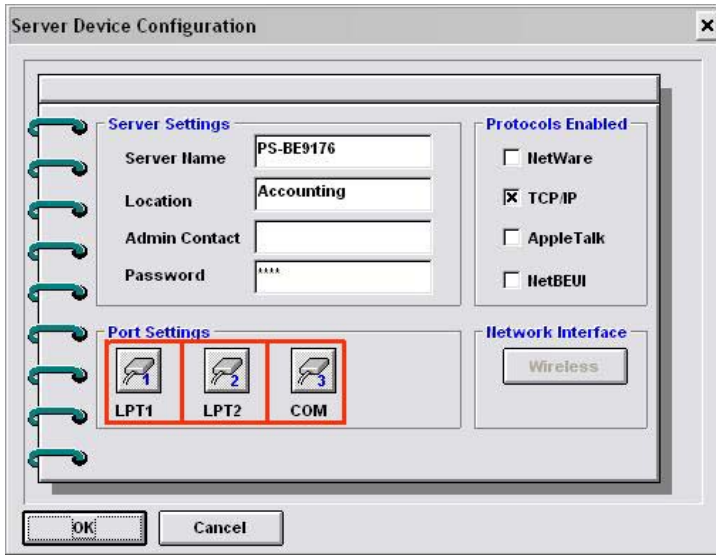 Server Device Configuration
Server Settings
Server Name PS-BE9176
Location Accounting
Admin Contact
Password ****
Protocols Enabled
NetWare
TCP/IP
AppleTalk
NetBEUI
Port Settings
1 2 3
LPT1 LPT2 COM
Network Interface
Wireless
OK Cancel